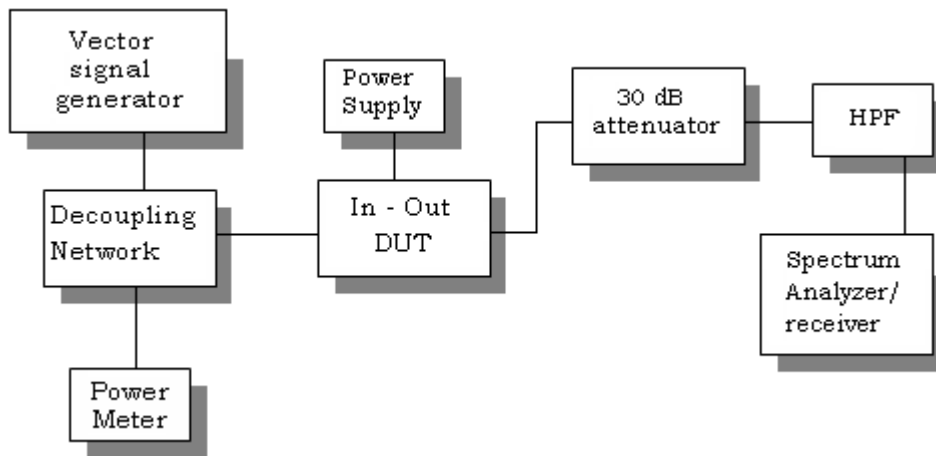 Vector
signal
generator
Power
Supply
30 dB
attenuator
HPF
Decoupling
Network
In - Out
DUT
Spectrum
Analyzer/
receiver
Power
Meter